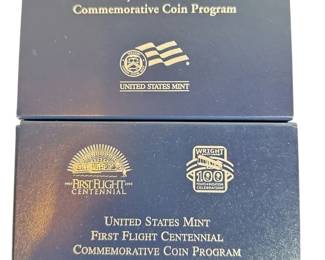 Commemorative Coin Program
UNITED STATES MINT
FIRST FLIGHT
CENTENNIAL
WRIGHT
100
UNITED STATES MINT
FIRST FLIGHT CENTENNIAL
COMMEMORATIVE COIN PROGRAM